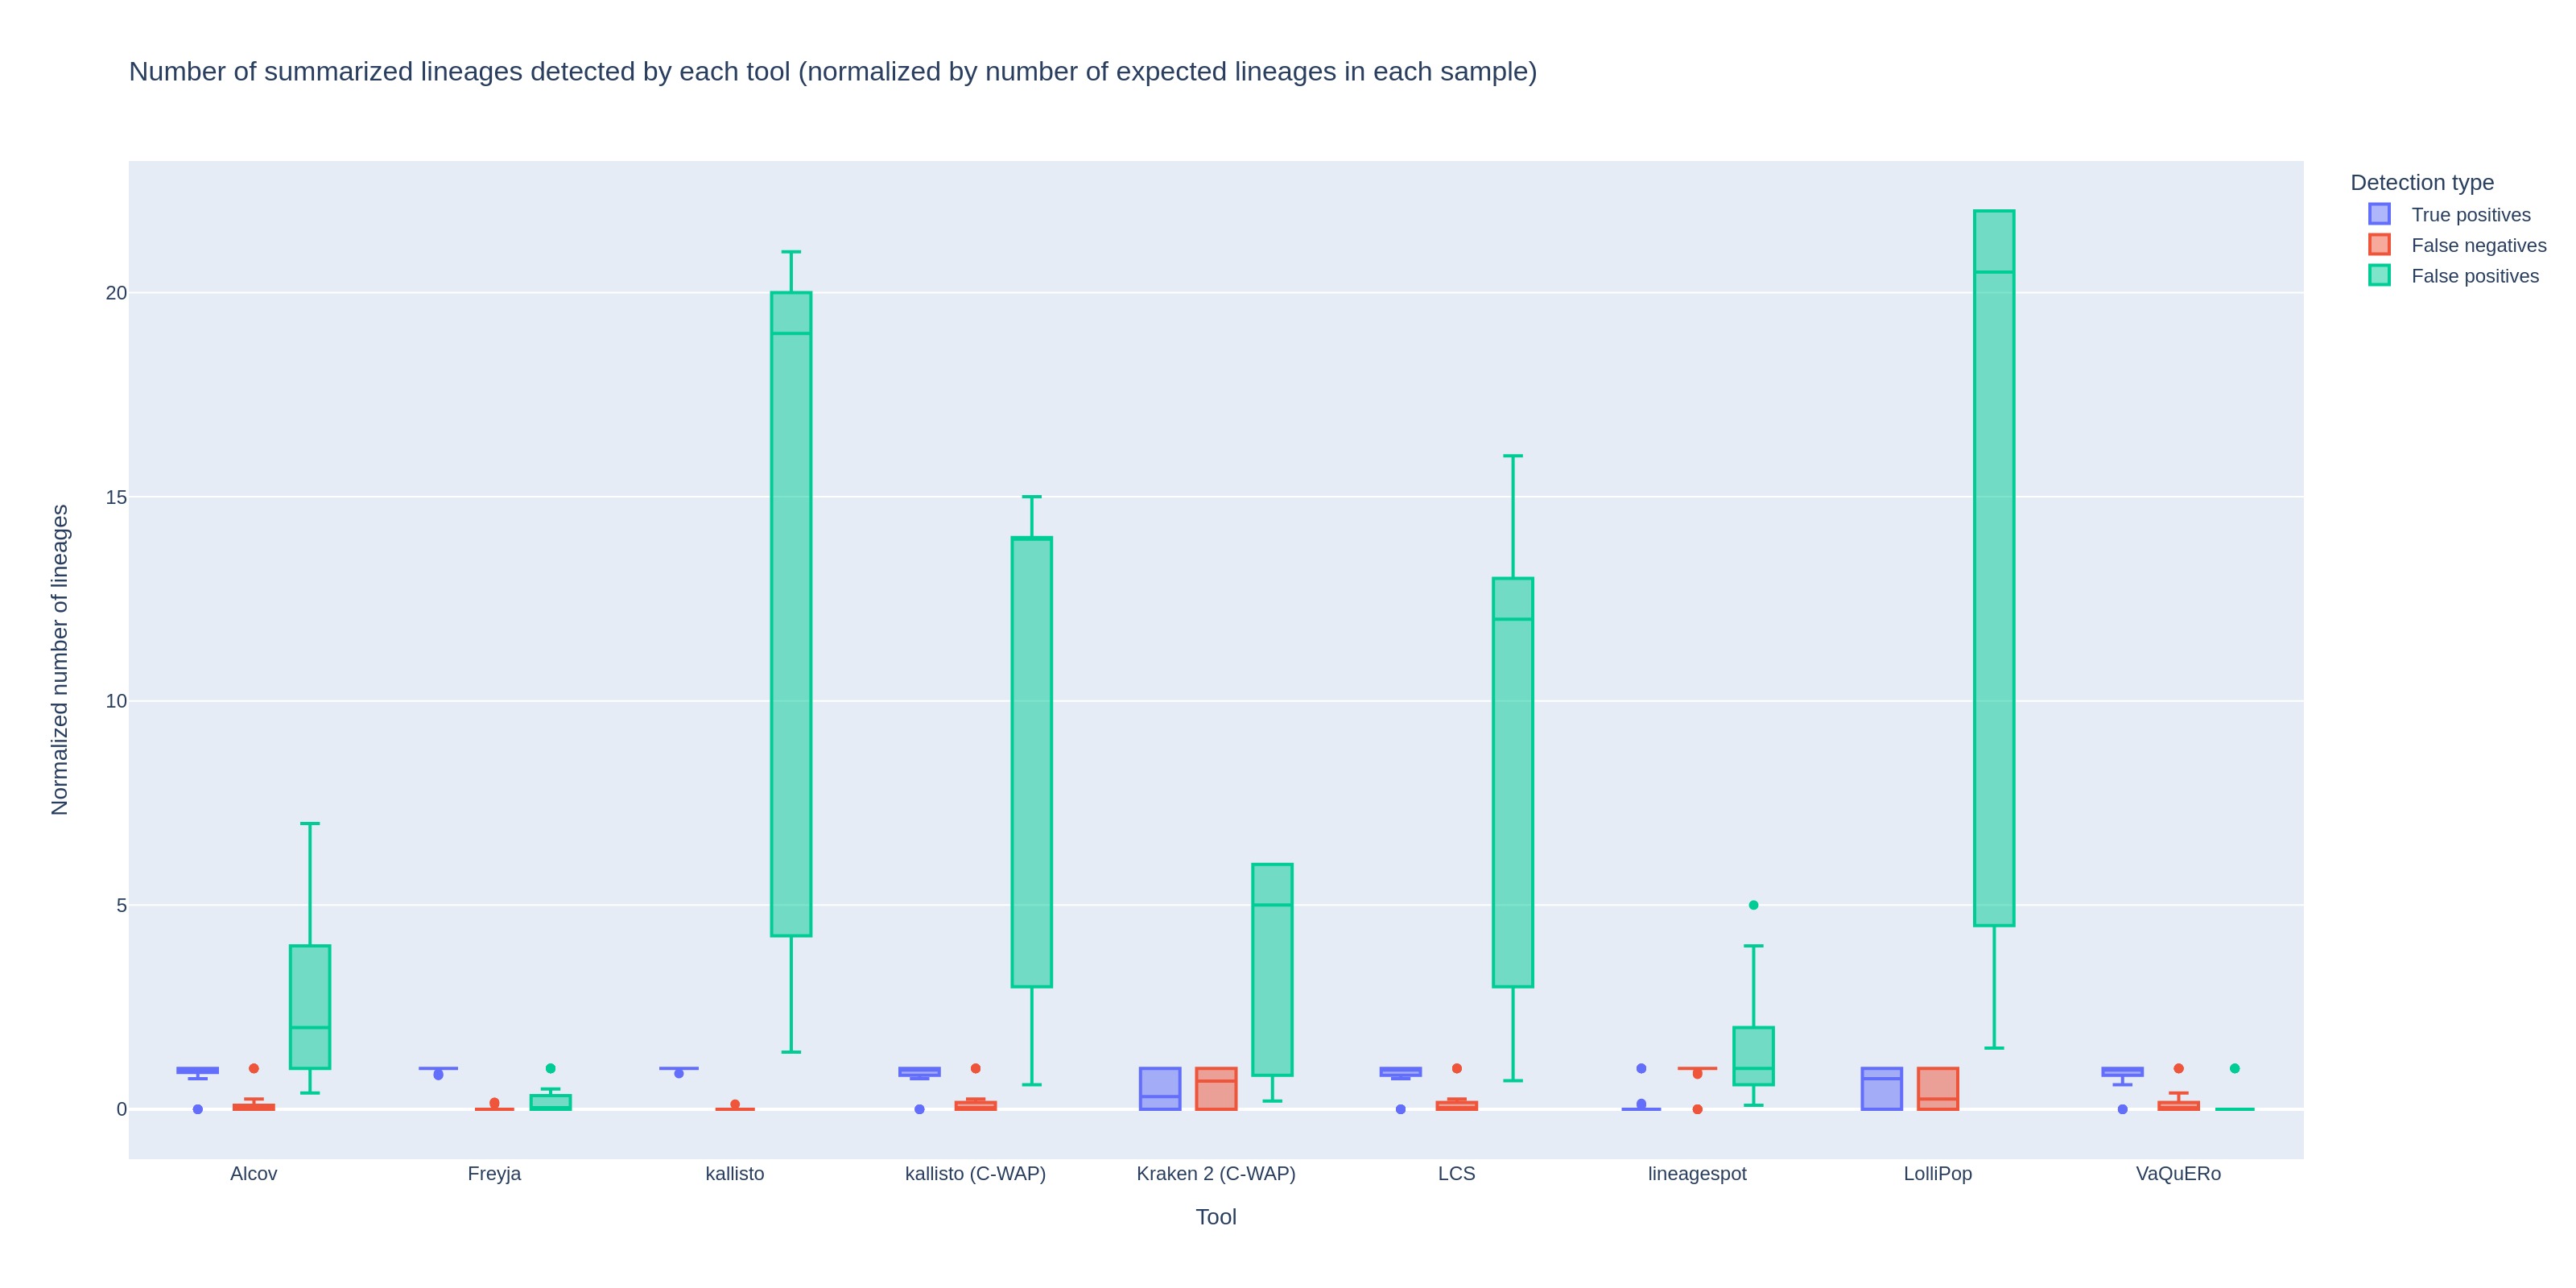 Number of summarized lineages detected by each tool (normalized by number of expected lineages in each sample)
Detection type
True positives
False negatives
False positives
Normalized number of lineages
20
15
10
5
0
Alcov
Freyja
kallisto
kallisto (C-WAP)
Kraken 2 (C-WAP)
LCS
lineagespot
LolliPop
VaQuERo
Tool